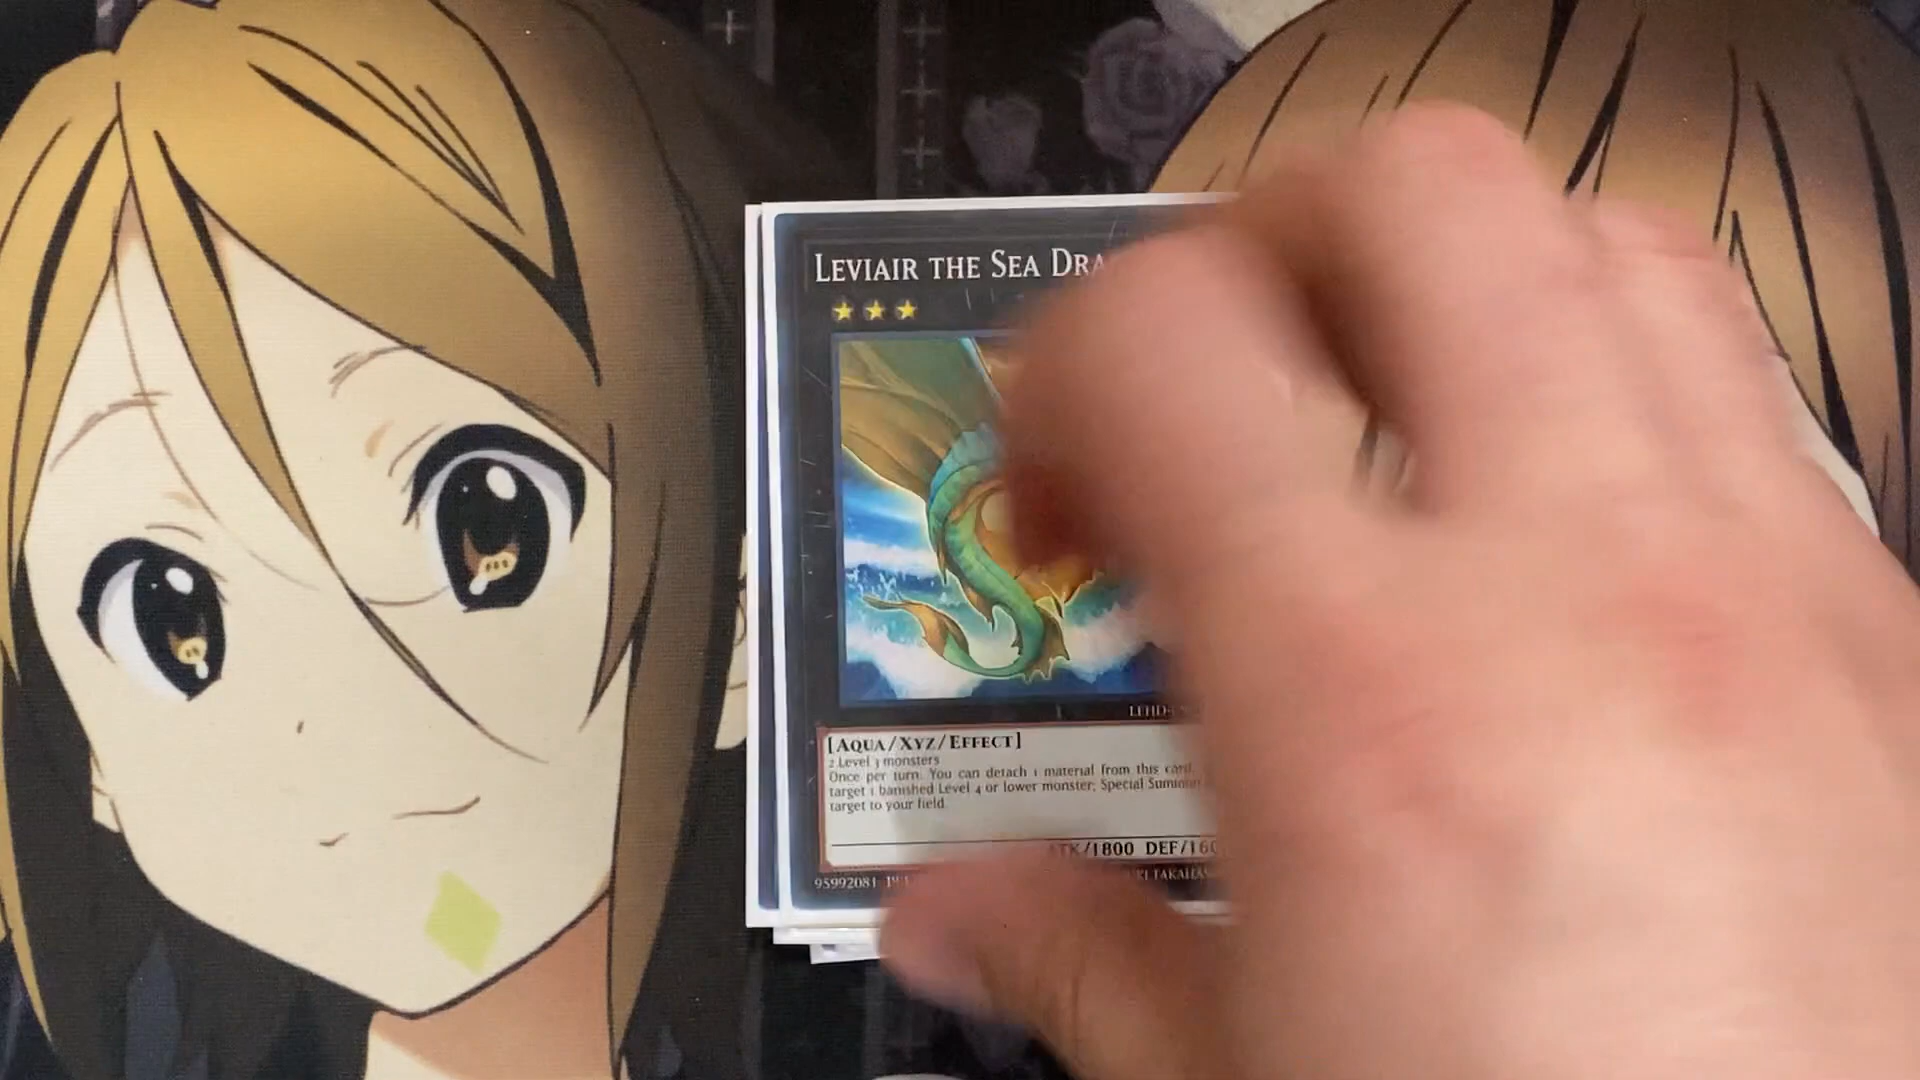 LEVIAIR THE SEA
LEHD
[AQUA/XYZ/EFFECT]
2 Level 3 monsters
Once per turn: You can detach 1 material from this card,
target 1 banished Level 4 or lower monster; Special Summon
target to your field.
ATK/1800 DEF/160
95992081